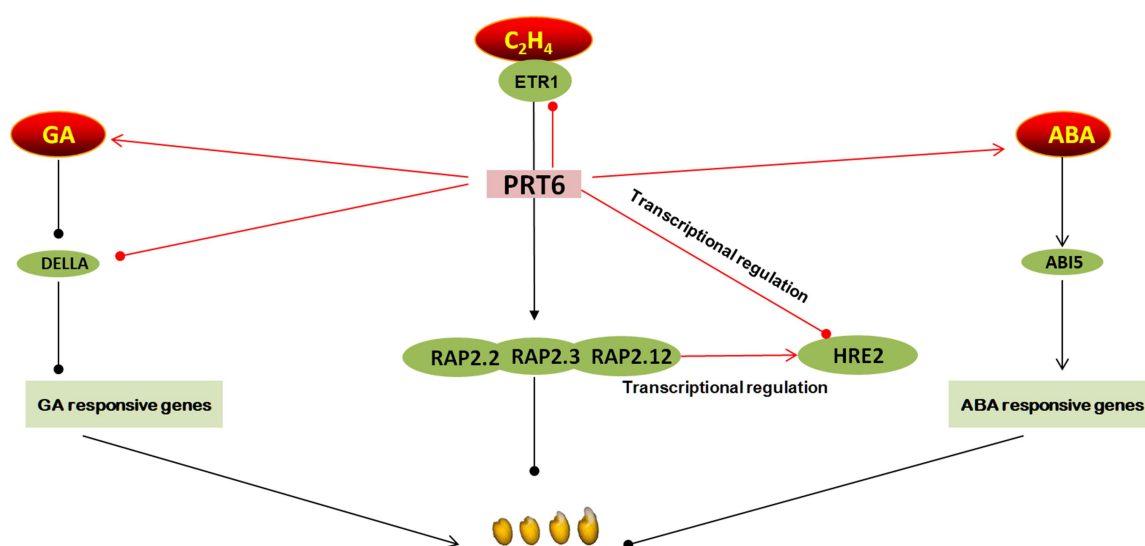 C₂H₄
ETR1
GA
ABA
PRT6
Transcriptional regulation
DELLA
ABI5
RAP2.2 RAP2.3 RAP2.12
HRE2
Transcriptional regulation
GA responsive genes
ABA responsive genes